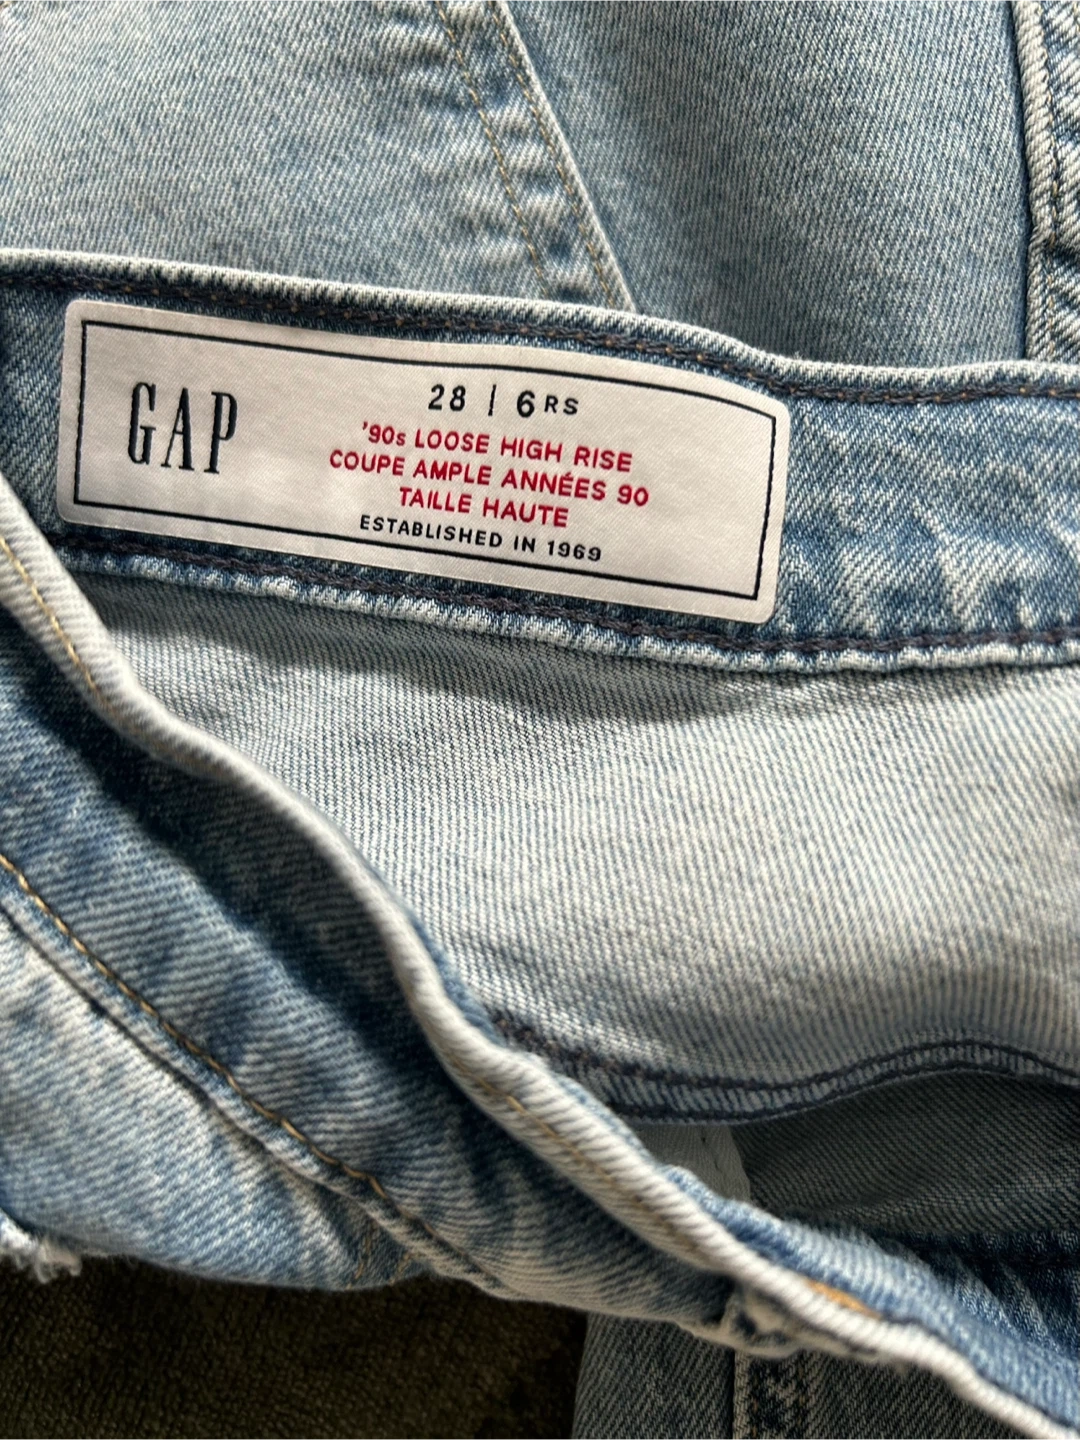 GAP
28 | 6RS
'90s LOOSE HIGH RISE
COUPE AMPLE ANNÉES 90
TAILLE HAUTE
ESTABLISHED IN 1969